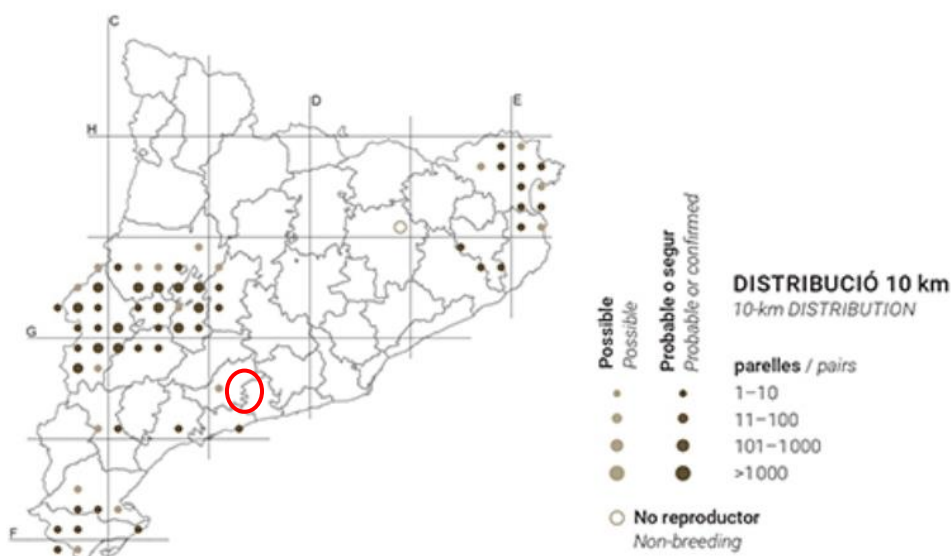 C
D
E
H
G
G
F
Possible
Possible
Probable o segur
Probable or confirmed
DISTRIBUCIÓ 10 km
10-km DISTRIBUTION
parelles / pairs
1–10
11–100
101–1000
>1000
No reproductor
Non-breeding